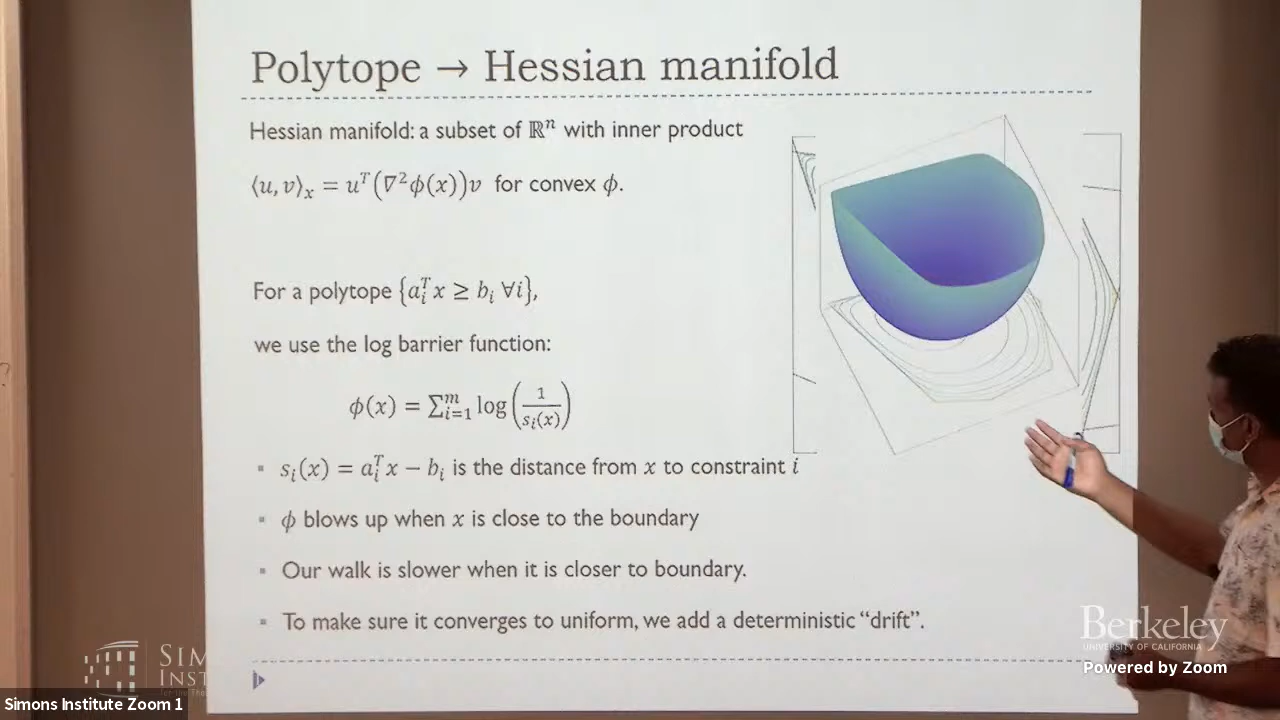 Polytope → Hessian manifold
Hessian manifold: a subset of ℝⁿ with inner product
⟨u, v⟩ₓ = uᵀ(∇²ϕ(x))v for convex ϕ.
For a polytope {aᵢᵀx ≥ bᵢ ∀i},
we use the log barrier function:
ϕ(x) = ∑ᵢ₌₁ᵐ log(1/sᵢ(x))
▪ sᵢ(x) = aᵢᵀx − bᵢ is the distance from x to constraint i
▪ ϕ blows up when x is close to the boundary
▪ Our walk is slower when it is closer to boundary.
▪ To make sure it converges to uniform, we add a deterministic “drift”.
Berkeley
UNIVERSITY OF CALIFORNIA
Powered by Zoom
SIM
INST
Simons Institute Zoom 1